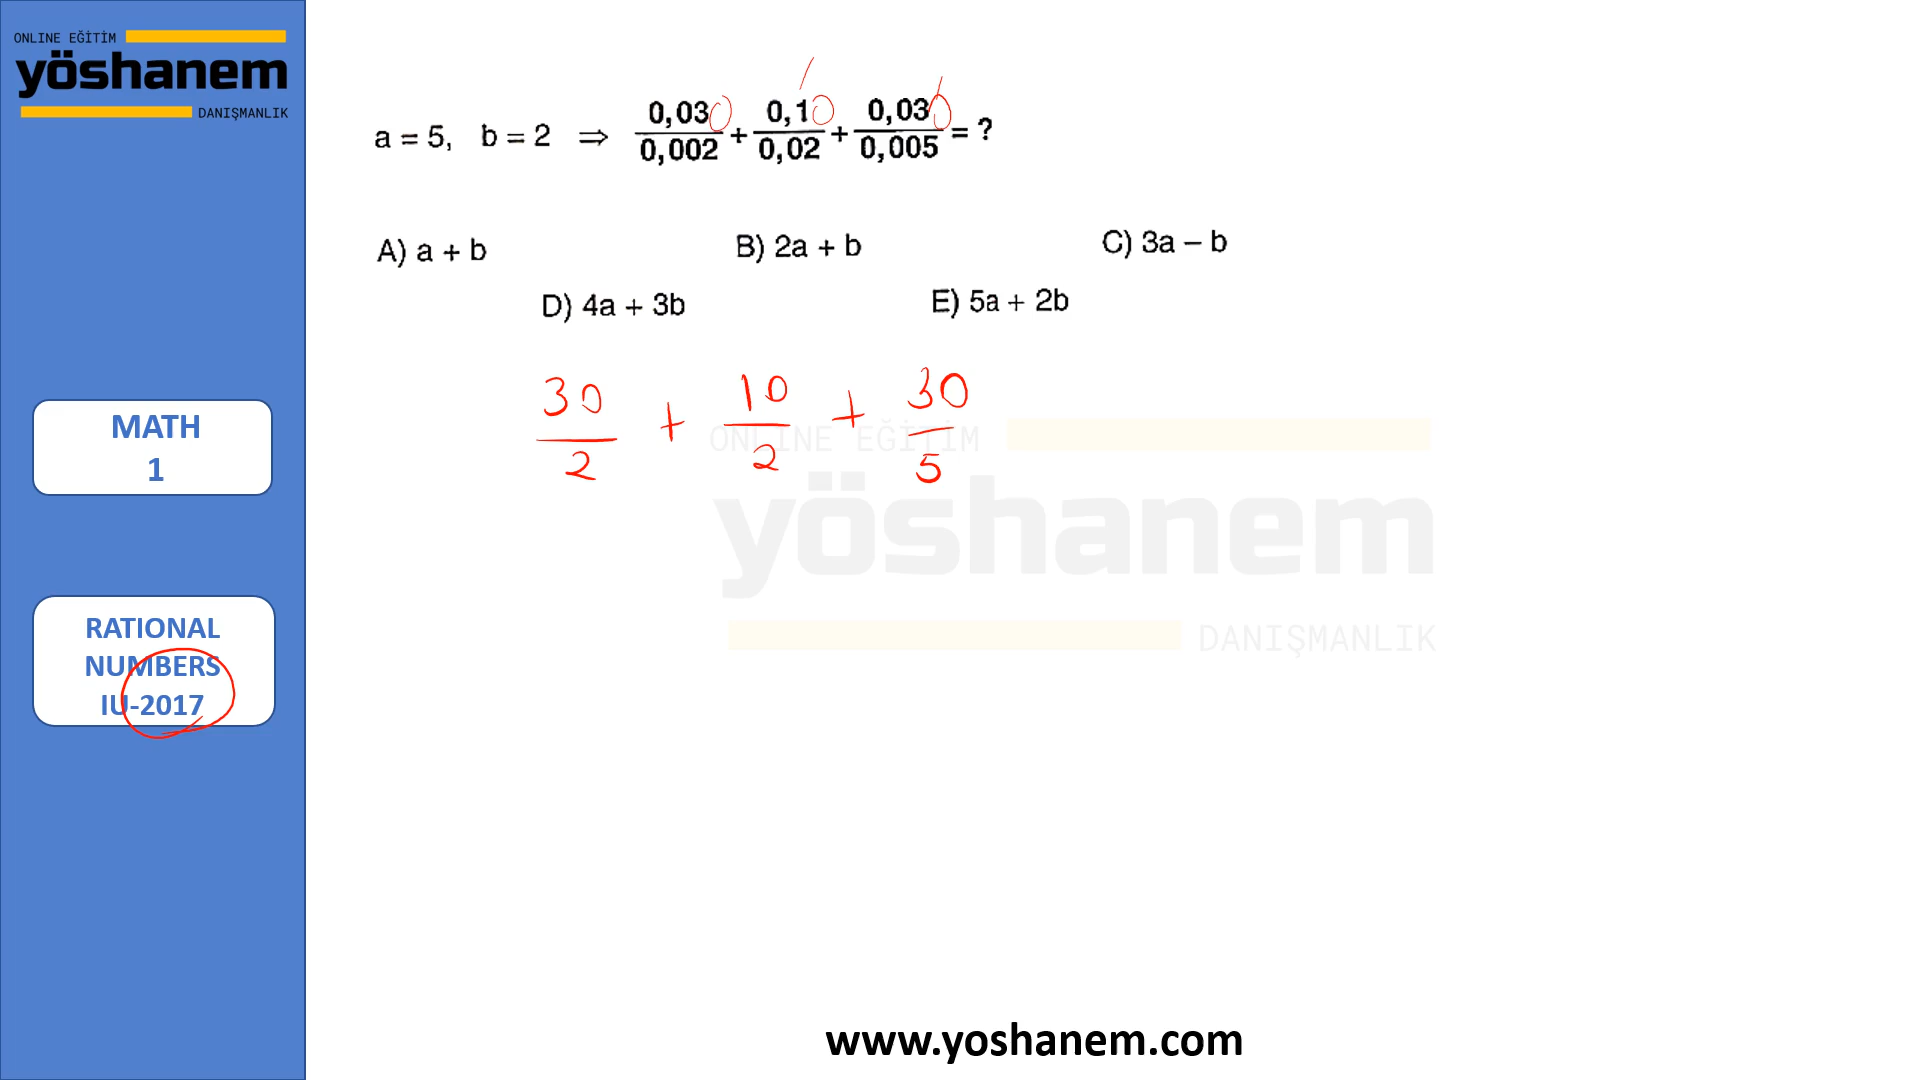 ONLINE EĞİTİM
yöshanem
DANIŞMANLIK
a = 5, b = 2 ⇒ 0,030/0,002 + 0,10/0,02 + 0,030/0,005 = ?
A) a + b B) 2a + b C) 3a – b
D) 4a + 3b E) 5a + 2b
30/2 + 10/2 + 30/5
MATH
1
RATIONAL
NUMBERS
IU-2017
ONLINE EĞİTİM
yöshanem
DANIŞMANLIK
www.yoshanem.com